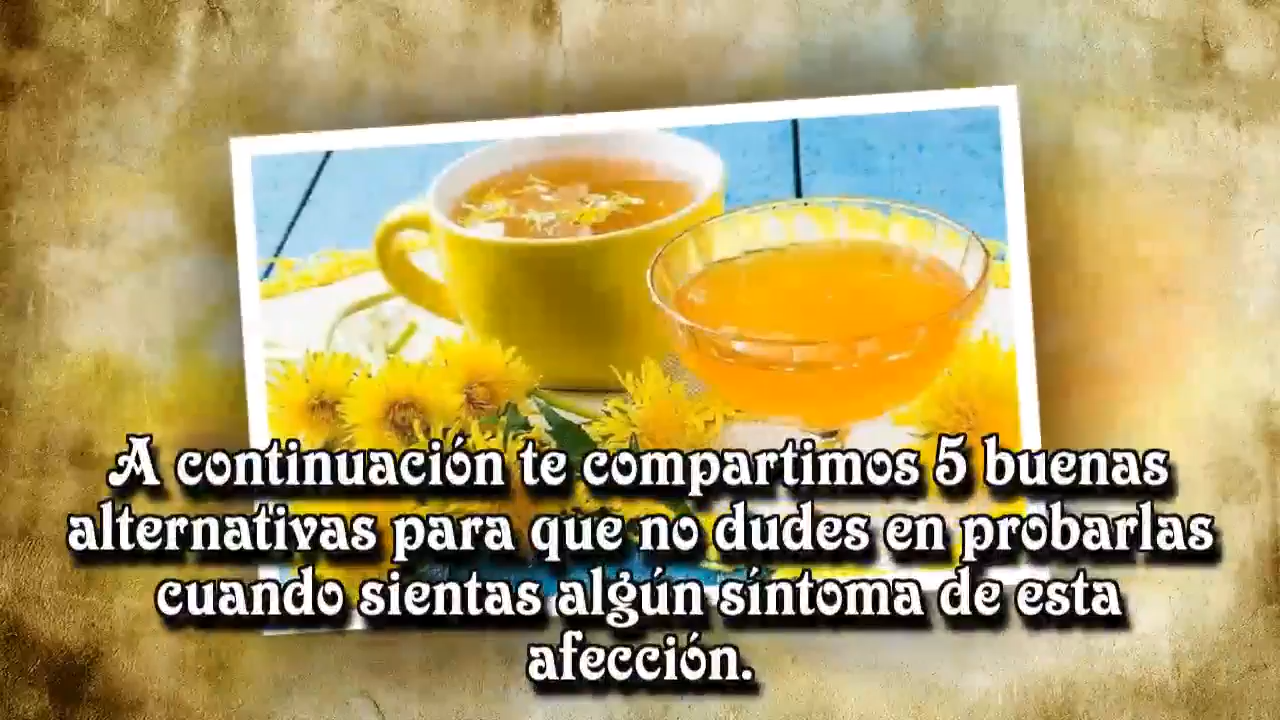 A continuación te compartimos 5 buenas
alternativas para que no dudes en probarlas
cuando sientas algún síntoma de esta
afección.